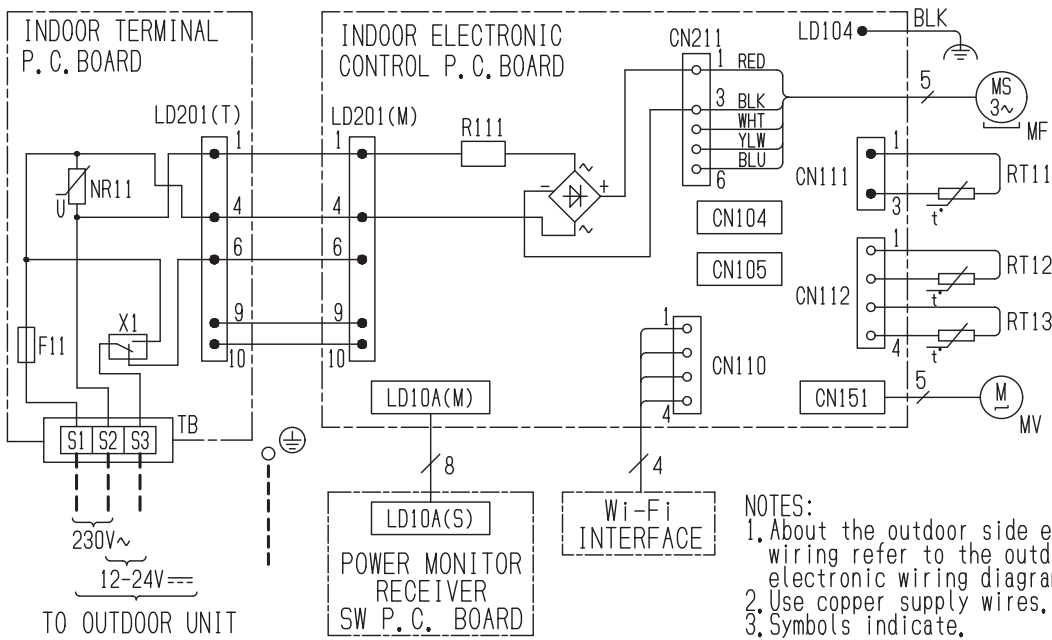 INDOOR TERMINAL
P.C.BOARD
LD201(T)
1
4
6
9
10
NR11
U
X1
F11
TB
S1 S2 S3
230V~
12-24V
TO OUTDOOR UNIT
INDOOR ELECTRONIC
CONTROL P.C.BOARD
LD201(M)
1
4
6
9
10
R111
~
- +
~
CN211
1 RED
3 BLK
WHT
YLW
BLU
6
LD104
BLK
5
MS
3~
MF
CN104
CN105
CN111
1
3
RT11
t°
CN112
1
4
RT12
t°
RT13
t°
CN110
1
4
CN151
5
M
MV
LD10A(M)
8
LD10A(S)
POWER MONITOR
RECEIVER
SW P.C. BOARD
4
Wi-Fi
INTERFACE
NOTES:
1.About the outdoor side e
wiring refer to the outd
electronic wiring diagra
2.Use copper supply wires.
3.Symbols indicate.